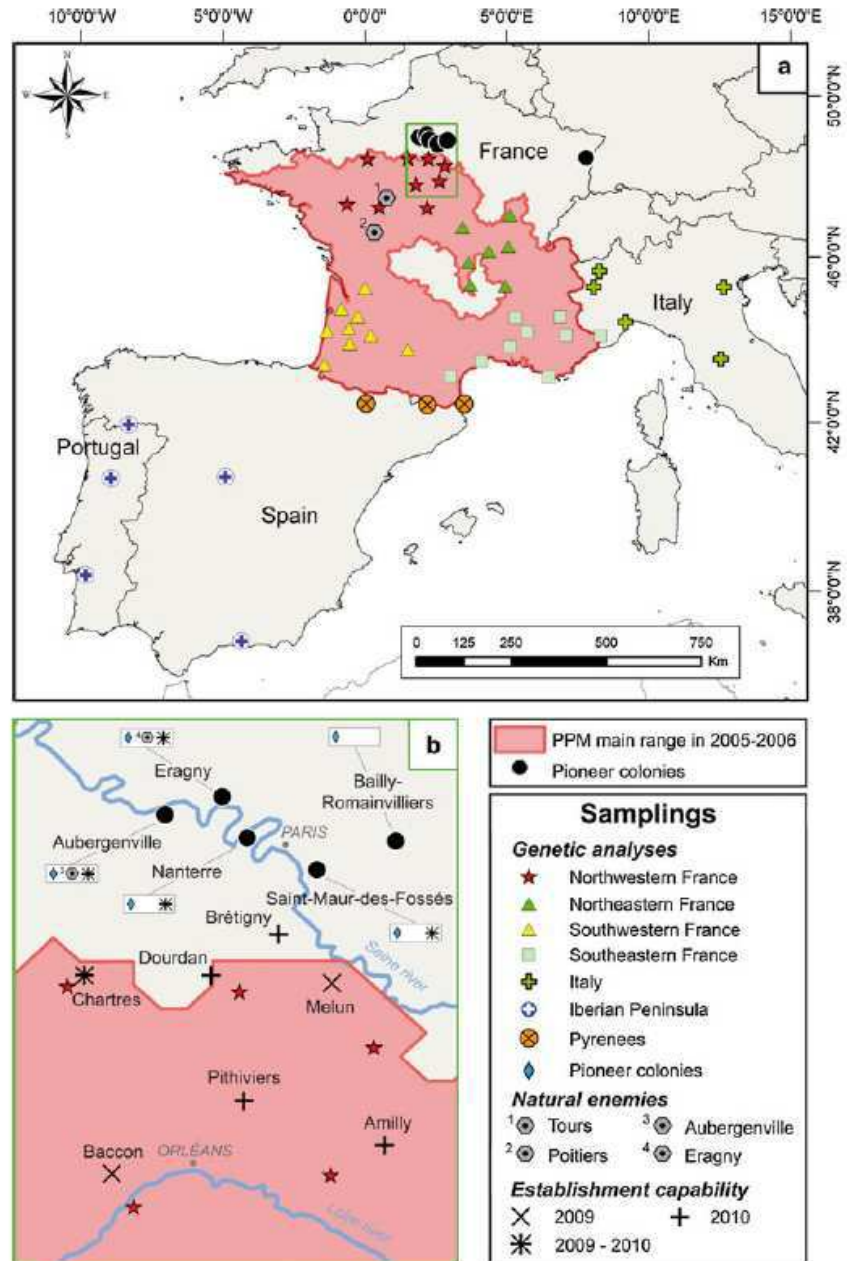 10°0'0"W 5°0'0"W 0°0'0" 5°0'0"E 10°0'0"E 15°0'0"E
a
N
W E
S
50°0'0"N
46°0'0"N
42°0'0"N
38°0'0"N
France
1
2
Italy
Portugal
Spain
0 125 250 500 750
Km
b
4
Eragny
Bailly-
Romainvilliers
Aubergenville
PARIS
3
Nanterre
Saint-Maur-des-Fossés
Brétigny
Seine river
Dourdan
Chartres
Melun
Pithiviers
Amilly
Baccon
ORLÉANS
Loire river
PPM main range in 2005-2006
Pioneer colonies
Samplings
Genetic analyses
Northwestern France
Northeastern France
Southwestern France
Southeastern France
Italy
Iberian Peninsula
Pyrenees
Pioneer colonies
Natural enemies
1 Tours 3 Aubergenville
2 Poitiers 4 Eragny
Establishment capability
2009 2010
2009 - 2010